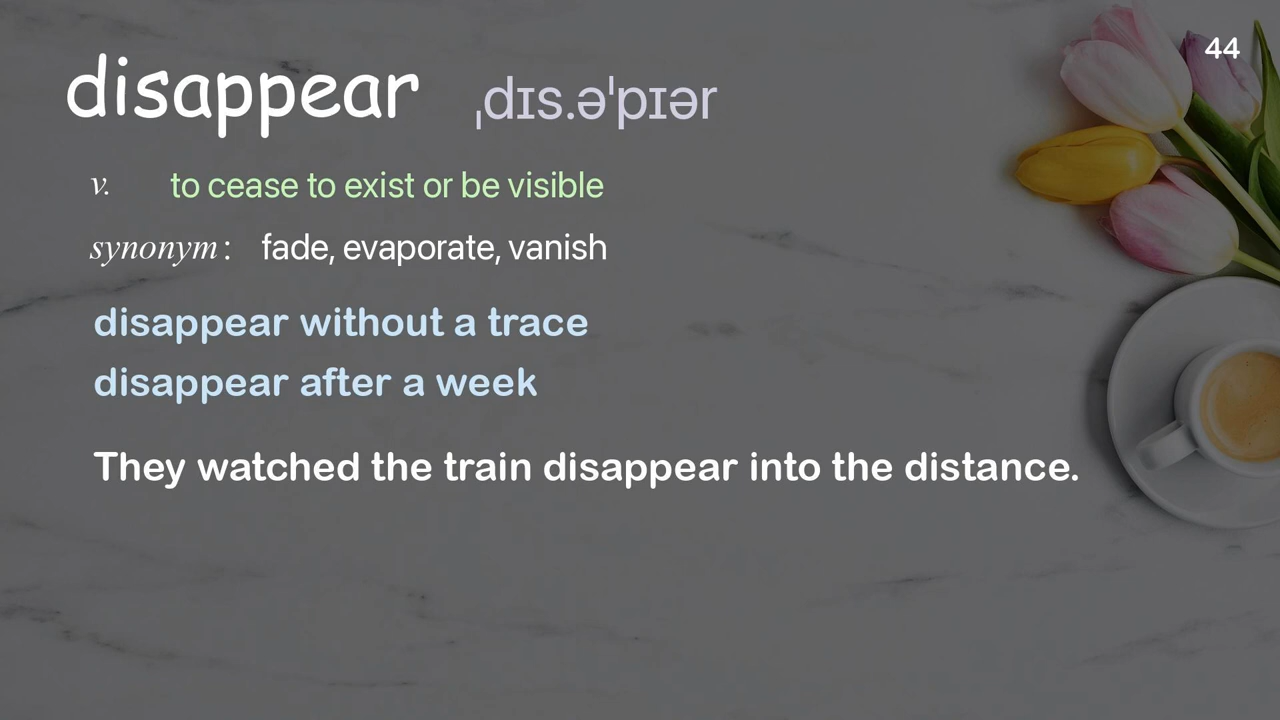 44
disappear ˌdɪs.əˈpɪər
v. to cease to exist or be visible
synonym: fade, evaporate, vanish
disappear without a trace
disappear after a week
They watched the train disappear into the distance.